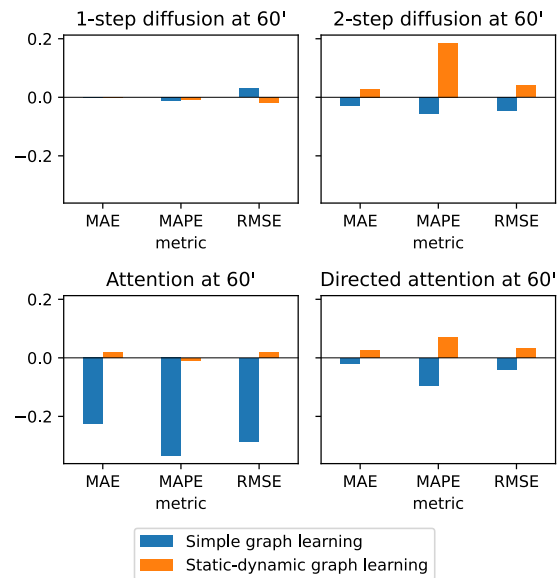 1-step diffusion at 60'
2-step diffusion at 60'
0.2
0.0
−0.2
MAE MAPE RMSE
metric
MAE MAPE RMSE
metric
Attention at 60'
Directed attention at 60'
0.2
0.0
−0.2
MAE MAPE RMSE
metric
MAE MAPE RMSE
metric
Simple graph learning
Static-dynamic graph learning